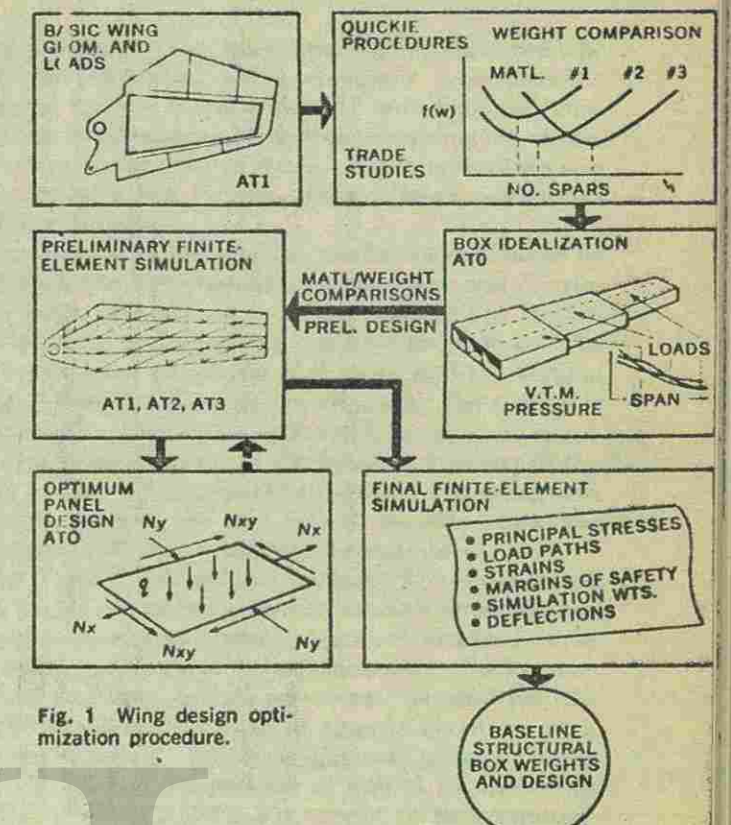 B/ SIC WING
GI OM. AND
L( ADS
AT1
QUICKIE
PROCEDURES
WEIGHT COMPARISON
MATL. #1 #2 #3
f(w)
TRADE
STUDIES
NO. SPARS
PRELIMINARY FINITE-
ELEMENT SIMULATION
AT1, AT2, AT3
MATL/WEIGHT
COMPARISONS
PREL. DESIGN
BOX IDEALIZATION
ATO
LOADS
V.T.M.
PRESSURE
SPAN
OPTIMUM
PANEL
DESIGN
ATO
Ny
Nxy
Nx
q
Nx
Nxy
Ny
FINAL FINITE-ELEMENT
SIMULATION
• PRINCIPAL STRESSES
• LOAD PATHS
• STRAINS
• MARGINS OF SAFETY
• SIMULATION WTS.
• DEFLECTIONS
Fig. 1 Wing design opti-
mization procedure.
BASELINE
STRUCTURAL
BOX WEIGHTS
AND DESIGN